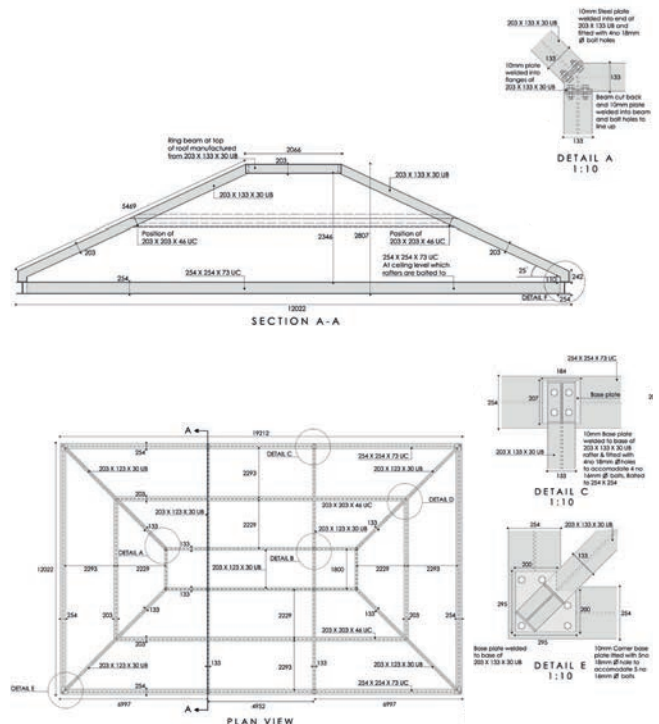 10mm Steel plate
welded into end of
203 X 133 UB and
fitted with 4no 18mm
Ø bolt holes
203 X 133 X 30 UB
133
10mm plate
welded into
flanges of
203 X 133 X 30 UB
133
Beam cut back
and 10mm plate
welded into beam
and bolt holes to
line up
133
DETAIL A
1:10
Ring beam at top
of roof manufactured
from 203 X 133 X 30 UB
2066
203
203 X 133 X 30 UB
203 X 133 X 30 UB
5469
Position of
203 X 203 X 46 UC
2346
2807
Position of
203 X 203 X 46 UC
203
203
254 X 254 X 73 UC
254
254 X 254 X 73 UC
At ceiling level which
rafters are bolted to
25°
110
242
DETAIL F
254
12022
SECTION A-A
254 X 254 X 73 UC
184
254
207
Base plate
203 X 133 X 30 UB
10mm Base plate
welded to base of
203 X 133 X 30 UB
rafter & fitted with
4no 18mm Ø holes
to accomodate 4 no
16mm Ø bolts. Bolted
to 254 X 254
133
DETAIL C
1:10
A
19212
254
DETAIL C
254 X 254 X 73 UC
203 X 123 X 30 UB
2293
203 X 123 X 30 UB
203
203 X 203 X 46 UC
DETAIL D
203 X 123 X 30 UB
2229
203 X 133 X 30 UB
133
133
133
DETAIL A
DETAIL B
12022
2293
2229
203 X 123 X 30 UB
1800
2229
2293
133
133
254
203
133
2229
133
203
254
203 X 203 X 46 UC
203
203 X 123 X 30 UB
133
2293
133
203 X 123 X 30 UB
DETAIL E
254
254 X 254 X 73 UC
6997
A
4952
6997
PLAN VIEW
254
203 X 133 X 30 UB
200
133
295
200
254
295
Base plate welded
to base of
203 X 133 X 30 UB
10mm Corner base
plate fitted with 5no
18mm Ø hole to
accomodate 5 no
16mm Ø bolts
DETAIL E
1:10